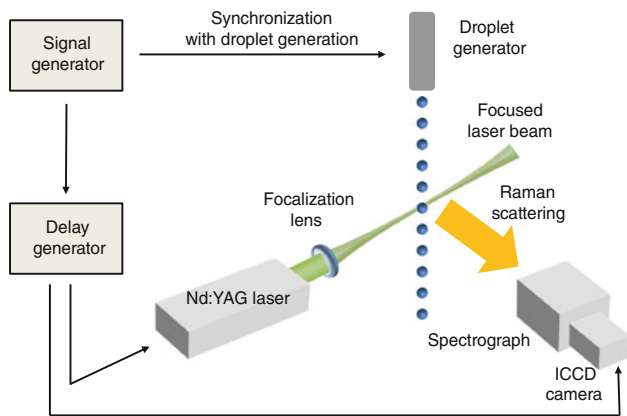 Signal
generator
Synchronization
with droplet generation
Droplet
generator
Focused
laser beam
Focalization
lens
Raman
scattering
Delay
generator
Nd:YAG laser
Spectrograph
ICCD
camera